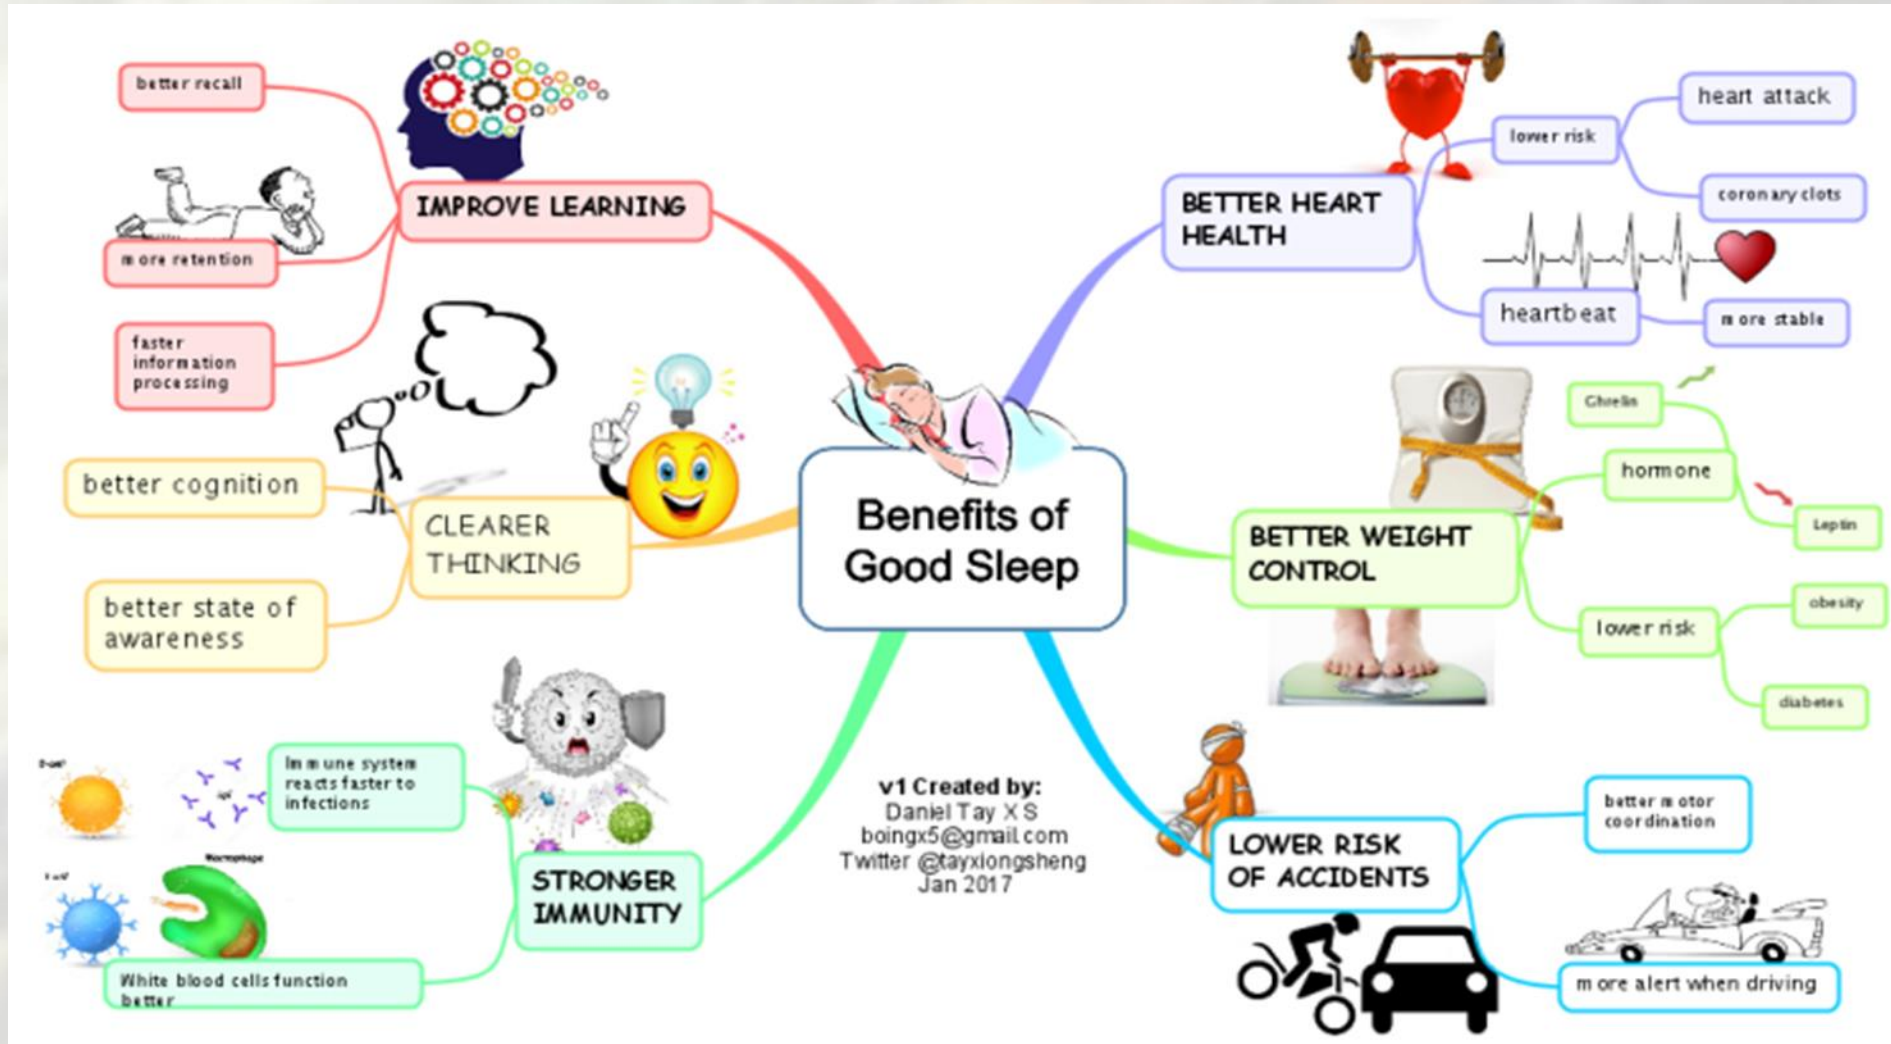 Benefits of
Good Sleep
IMPROVE LEARNING
better recall
more retention
faster
information
processing
CLEARER
THINKING
better cognition
better state of
awareness
STRONGER
IMMUNITY
Immune system
reacts faster to
infections
White blood cells function
better
Macrophage
BETTER HEART
HEALTH
lower risk
heart attack
coronary clots
heartbeat
more stable
BETTER WEIGHT
CONTROL
hormone
Ghrelin
Leptin
lower risk
obesity
diabetes
LOWER RISK
OF ACCIDENTS
better motor
coordination
more alert when driving
v1 Created by:
Daniel Tay X S
boingx5@gmail.com
Twitter @tayxiongsheng
Jan 2017